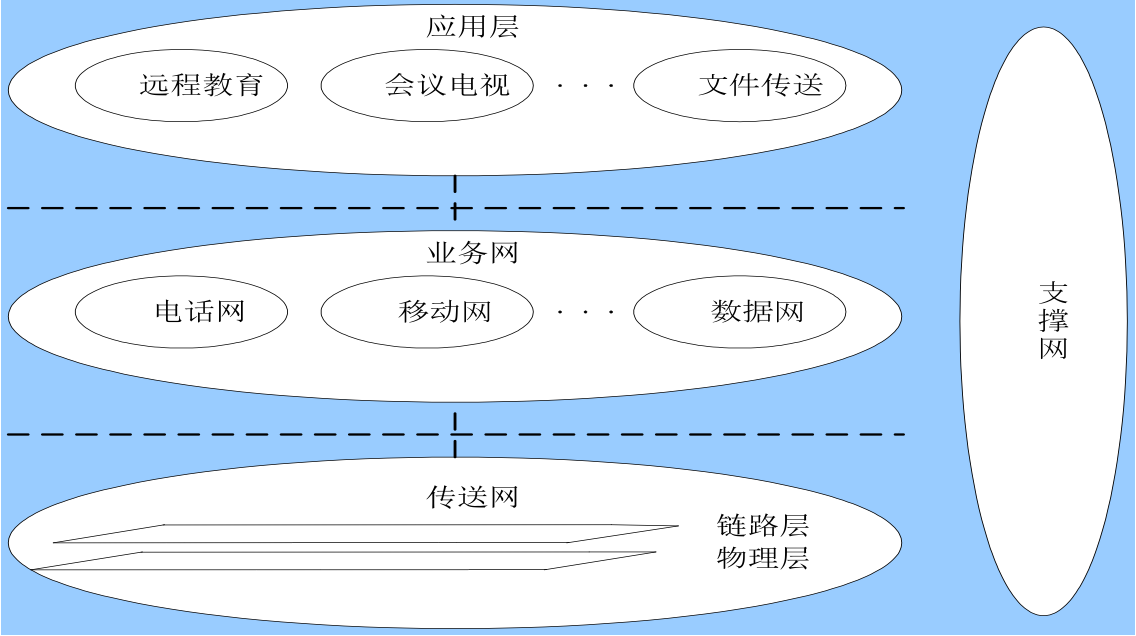 应用层
远程教育 会议电视 · · · 文件传送
业务网
电话网 移动网 · · · 数据网
传送网
链路层
物理层
支撑网